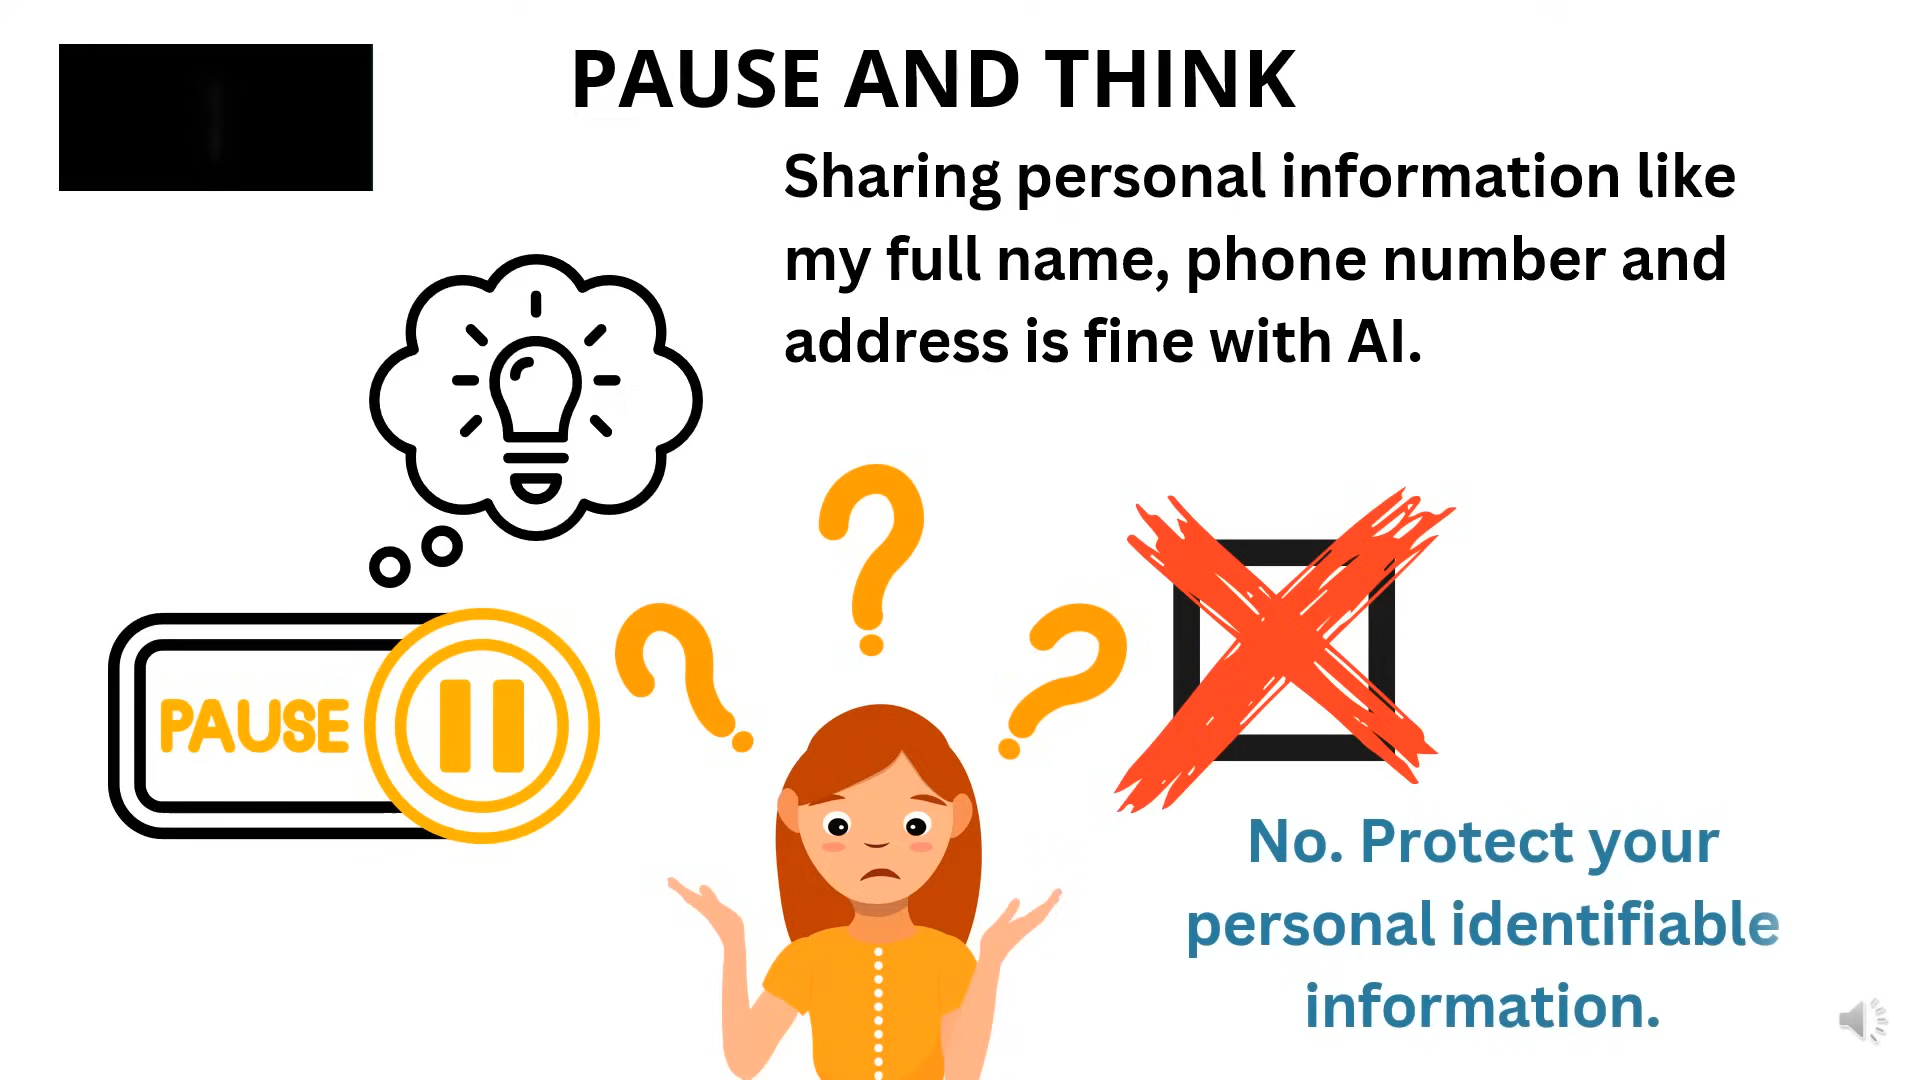 PAUSE AND THINK
Sharing personal information like
my full name, phone number and
address is fine with AI.
PAUSE
No. Protect your
personal identifiable
information.